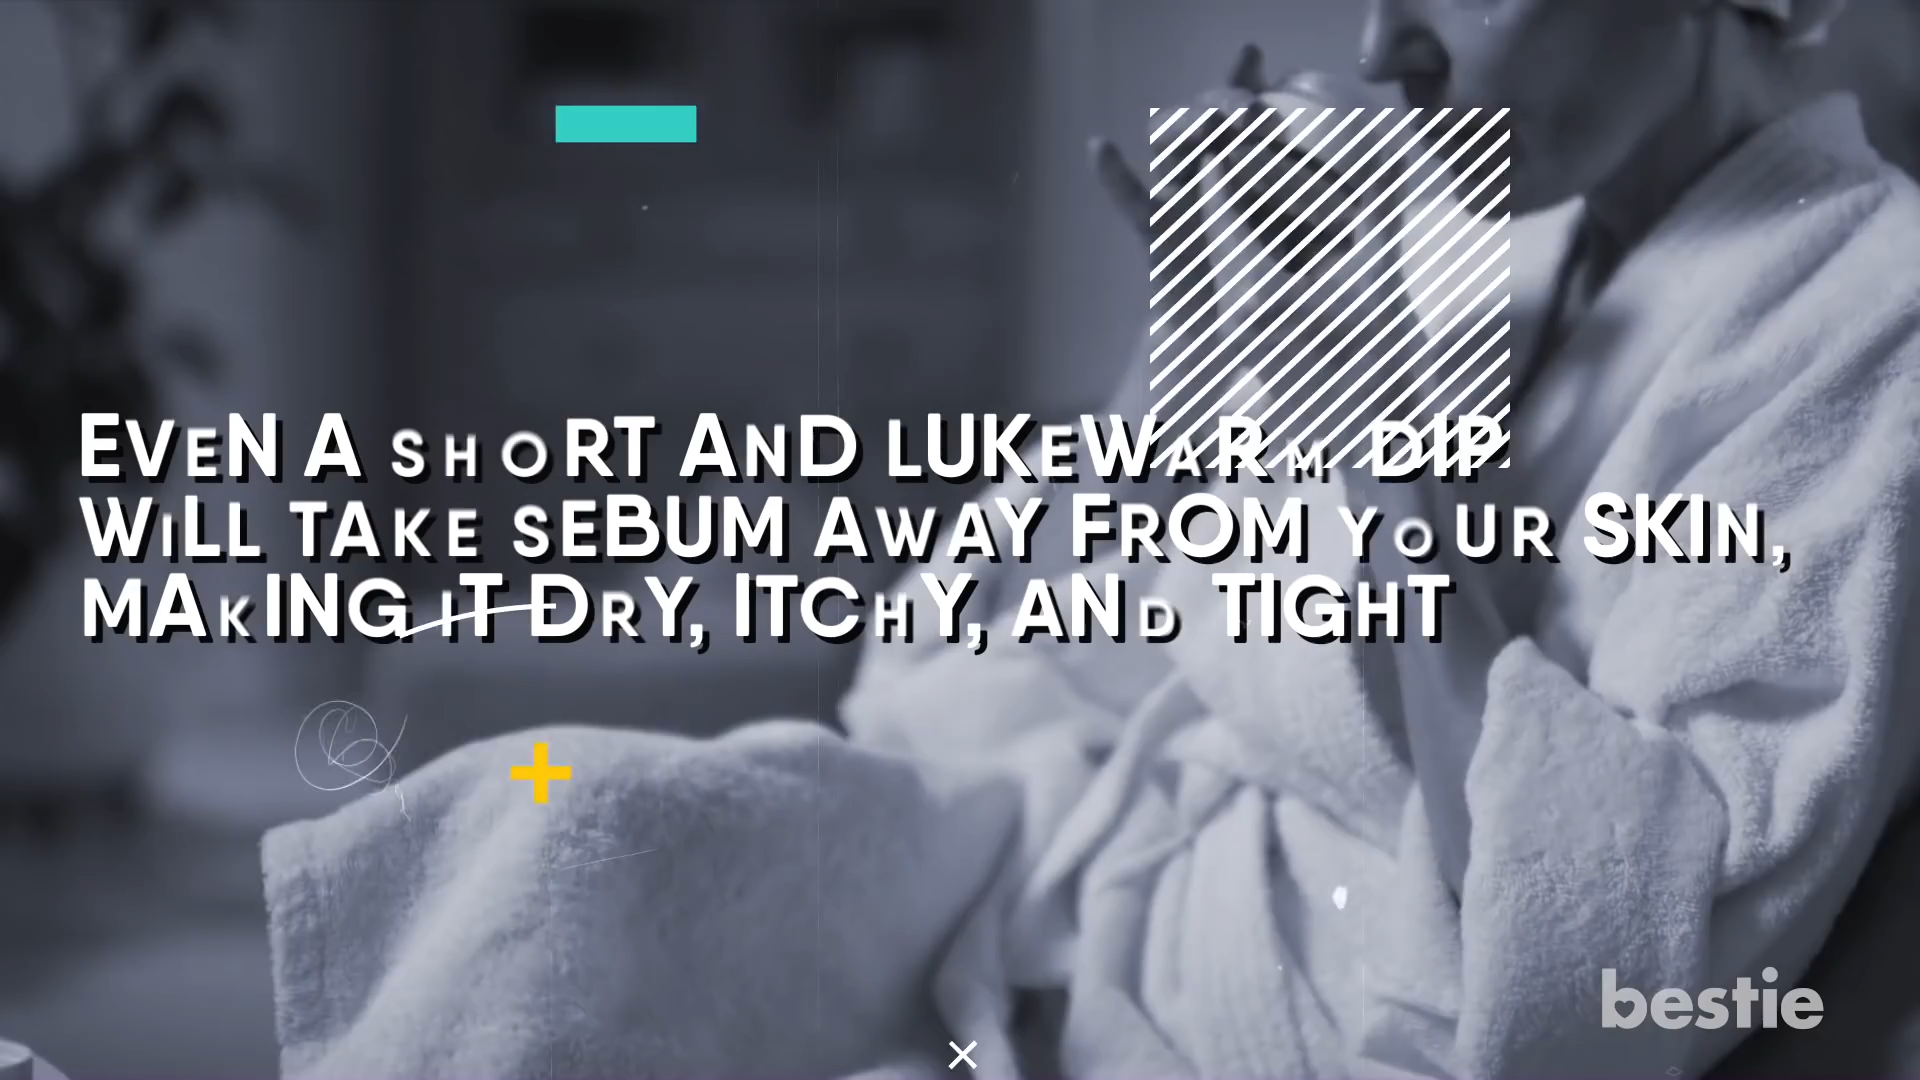 EVEN A SHORT AND LUKEWARM DIP
WILL TAKE SEBUM AWAY FROM YOUR SKIN,
MAKING IT DRY, ITCHY, AND TIGHT
bestie